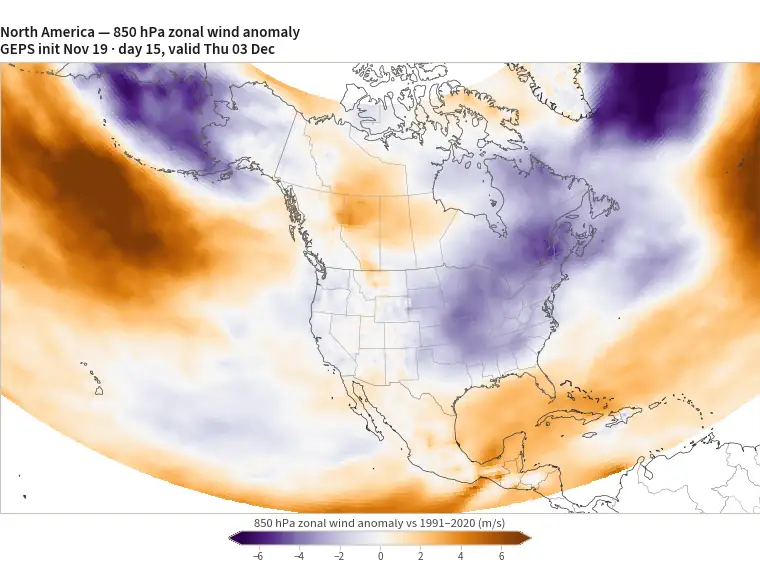 North America — 850 hPa zonal wind anomaly
GEPS init Nov 19 · day 15, valid Thu 03 Dec
850 hPa zonal wind anomaly vs 1991–2020 (m/s)
−6 −4 −2 0 2 4 6